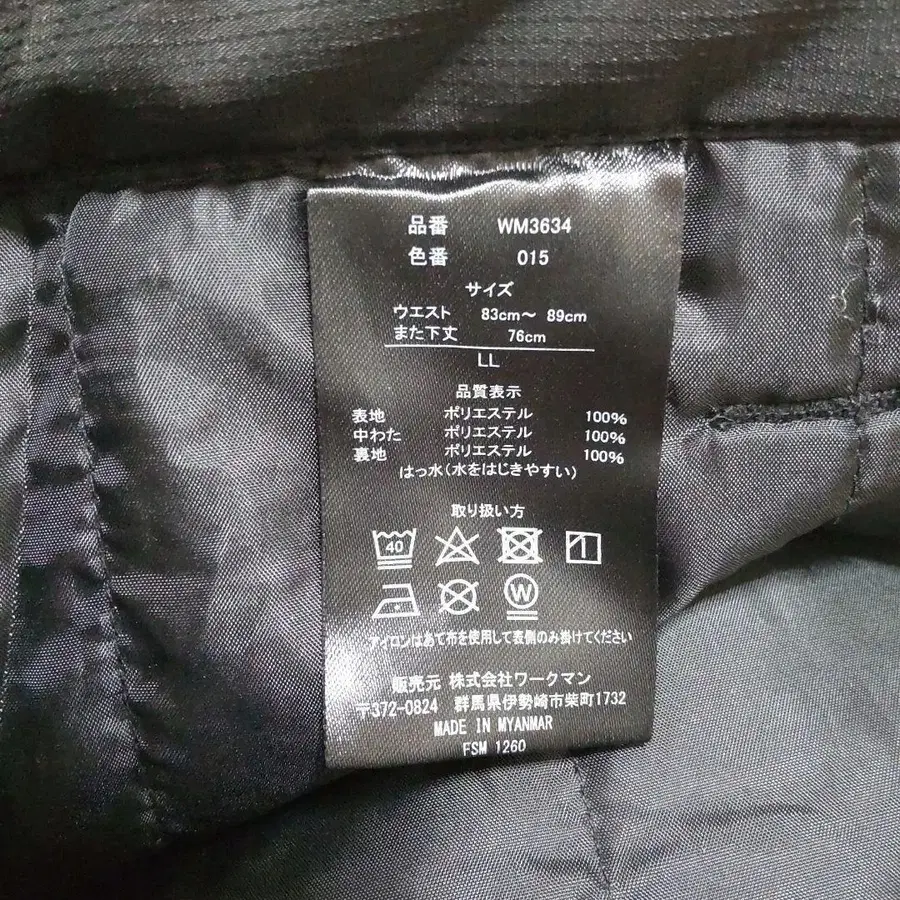 品番 WM3634
色番 015
サイズ
ウエスト 83cm～ 89cm
また下丈 76cm
LL
品質表示
表地 ポリエステル 100%
中わた ポリエステル 100%
裏地 ポリエステル 100%
はっ水(水をはじきやすい)
取り扱い方
40
W
アイロンはあて布を使用して表側のみ掛けてください
販売元 株式会社ワークマン
〒372-0824 群馬県伊勢崎市柴町1732
MADE IN MYANMAR
FSM 1260